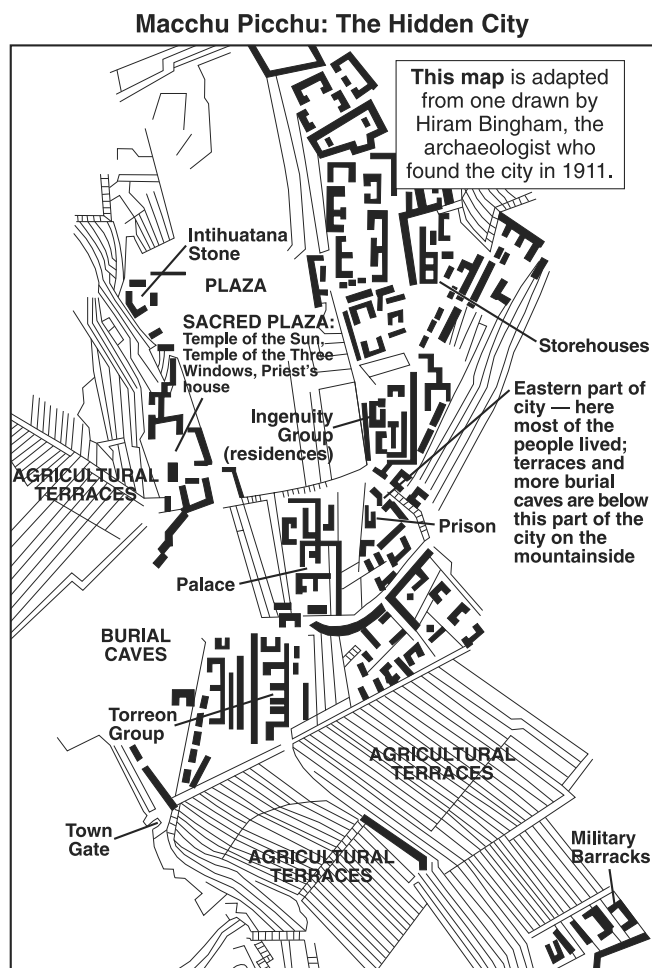 Macchu Picchu: The Hidden City
This map is adapted
from one drawn by
Hiram Bingham, the
archaeologist who
found the city in 1911.
Intihuatana
Stone
PLAZA
SACRED PLAZA:
Temple of the Sun,
Temple of the Three
Windows, Priest's
house
Storehouses
Ingenuity
Group
(residences)
Eastern part of
city — here
most of the
people lived;
terraces and
more burial
caves are below
this part of the
city on the
mountainside
AGRICULTURAL
TERRACES
Prison
Palace
BURIAL
CAVES
Torreon
Group
AGRICULTURAL
TERRACES
Town
Gate
AGRICULTURAL
TERRACES
Military
Barracks